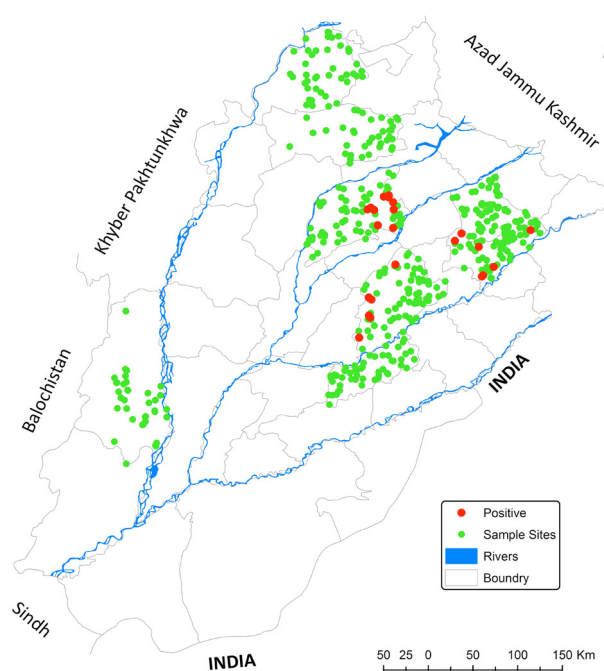 Azad Jammu Kashmir
Khyber Pakhtunkhwa
Balochistan
INDIA
Positive
Sample Sites
Rivers
Boundry
Sindh
INDIA
50 25 0 50 100 150 Km